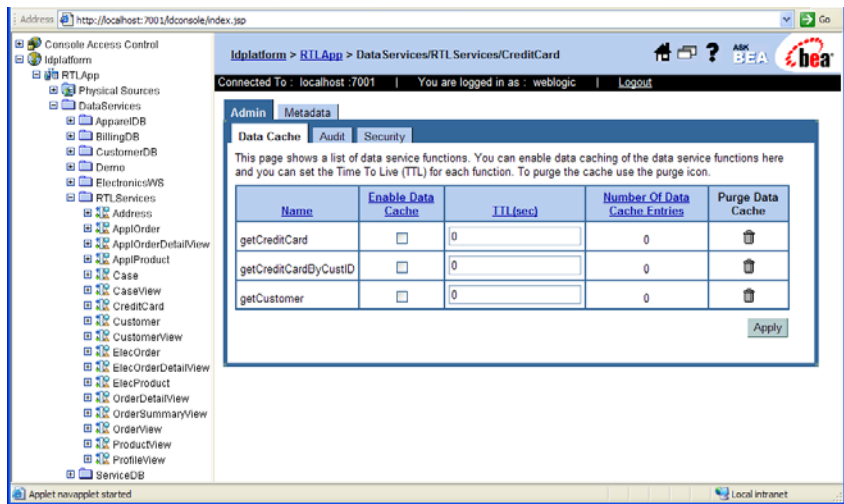 Address http://localhost:7001/ldconsole/index.jsp Go
Console Access Control
ldplatform
RTLApp
Physical Sources
DataServices
ApparelDB
BillingDB
CustomerDB
Demo
ElectronicsWS
RTLServices
Address
ApplOrder
ApplOrderDetailView
ApplProduct
Case
CaseView
CreditCard
Customer
CustomerView
ElecOrder
ElecOrderDetailView
ElecProduct
OrderDetailView
OrderSummaryView
OrderView
ProductView
ProfileView
ServiceDB
ldplatform > RTLApp > DataServices/RTLServices/CreditCard ? ASK BEA bea
Connected To : localhost :7001 | You are logged in as : weblogic | Logout
Admin Metadata
Data Cache Audit Security
This page shows a list of data service functions. You can enable data caching of the data service functions here
and you can set the Time To Live (TTL) for each function. To purge the cache use the purge icon.
Name Enable Data Cache TTL(sec) Number Of Data Cache Entries Purge Data Cache
getCreditCard 0 0
getCreditCardByCustID 0 0
getCustomer 0 0
Apply
Applet navapplet started Local intranet